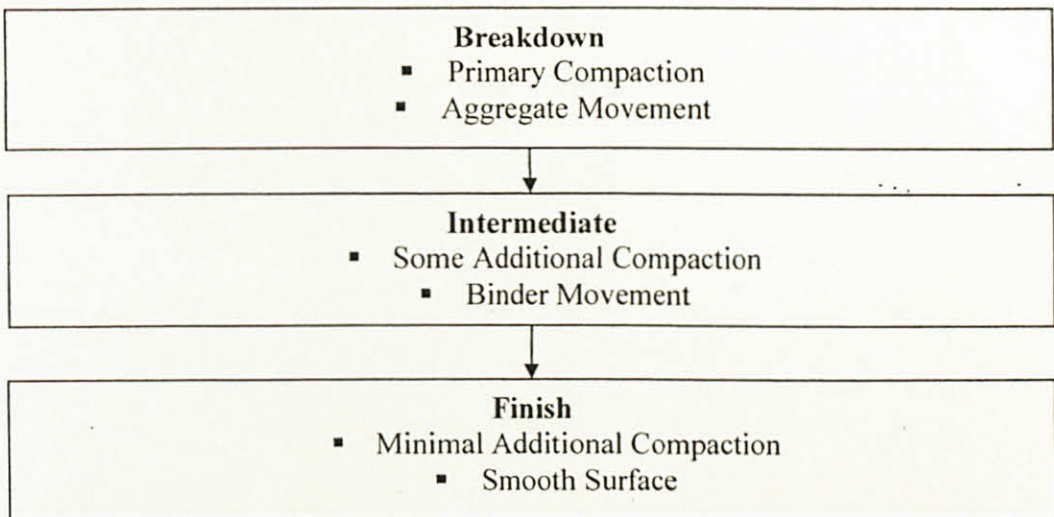 Breakdown
▪ Primary Compaction
▪ Aggregate Movement
Intermediate
▪ Some Additional Compaction
▪ Binder Movement
Finish
▪ Minimal Additional Compaction
▪ Smooth Surface